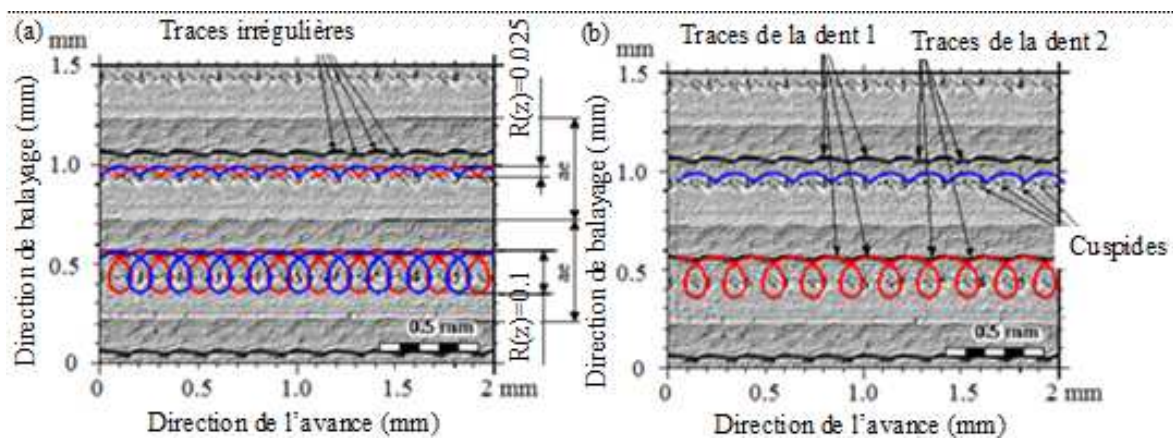 (a)
mm
Traces irrégulières
1.5
1.0
0.5
0
Direction de balayage (mm)
R(z)=0.025
ae
ae
R(z)=0.1
0.5 mm
0
0.5
1.0
1.5
2 mm
Direction de l’avance (mm)
(b)
mm
Traces de la dent 1
Traces de la dent 2
1.5
1.0
0.5
0
Direction de balayage (mm)
Cuspides
0.5 mm
0
0.5
1.0
1.5
2 mm
Direction de l’avance (mm)